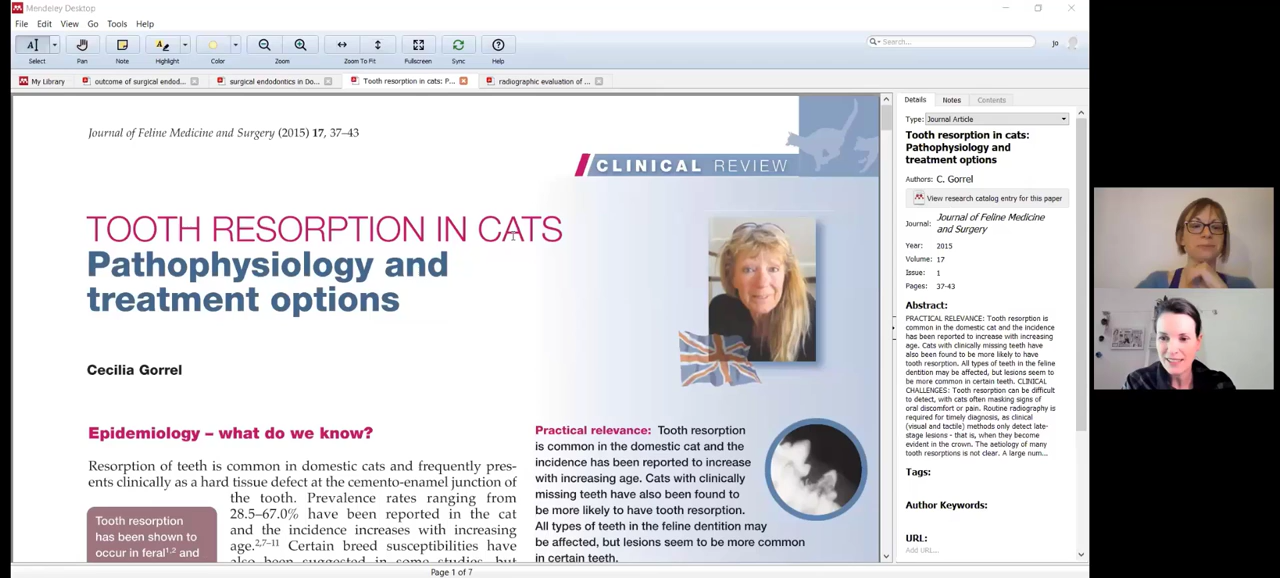 Mendeley Desktop
File Edit View Go Tools Help
Select Pan Note Highlight Color Zoom Zoom To Fit Fullscreen Sync Help
Search...
jo
My Library
outcome of surgical endod...
surgical endodontics in Do...
Tooth resorption in cats: P...
radiographic evaluation of ...
Journal of Feline Medicine and Surgery (2015) 17, 37–43
CLINICAL REVIEW
TOOTH RESORPTION IN CATS
Pathophysiology and
treatment options
Cecilia Gorrel
Epidemiology – what do we know?
Resorption of teeth is common in domestic cats and frequently pres-
ents clinically as a hard tissue defect at the cemento-enamel junction of
the tooth. Prevalence rates ranging from
28.5–67.0% have been reported in the cat
and the incidence increases with increasing
age.2,7–11 Certain breed susceptibilities have
also been suggested in some studies, but
Tooth resorption
has been shown to
occur in feral1,2 and
Practical relevance: Tooth resorption
is common in the domestic cat and the
incidence has been reported to increase
with increasing age. Cats with clinically
missing teeth have also been found to
be more likely to have tooth resorption.
All types of teeth in the feline dentition may
be affected, but lesions seem to be more common
in certain teeth.
Page 1 of 7
Details Notes Contents
Type: Journal Article
Tooth resorption in cats:
Pathophysiology and
treatment options
Authors: C. Gorrel
View research catalog entry for this paper
Journal: Journal of Feline Medicine
and Surgery
Year: 2015
Volume: 17
Issue: 1
Pages: 37-43
Abstract:
PRACTICAL RELEVANCE: Tooth resorption is
common in the domestic cat and the incidence
has been reported to increase with increasing
age. Cats with clinically missing teeth have
also been found to be more likely to have
tooth resorption. All types of teeth in the feline
dentition may be affected, but lesions seem to
be more common in certain teeth. CLINICAL
CHALLENGES: Tooth resorption can be difficult
to detect, with cats often masking signs of
oral discomfort or pain. Routine radiography is
required for timely diagnosis, as clinical
(visual and tactile) methods only detect late-
stage lesions - that is, when they become
evident in the crown. The aetiology of many
tooth resorptions is not clear. A large num...
Tags:
Author Keywords:
URL:
Add URL...